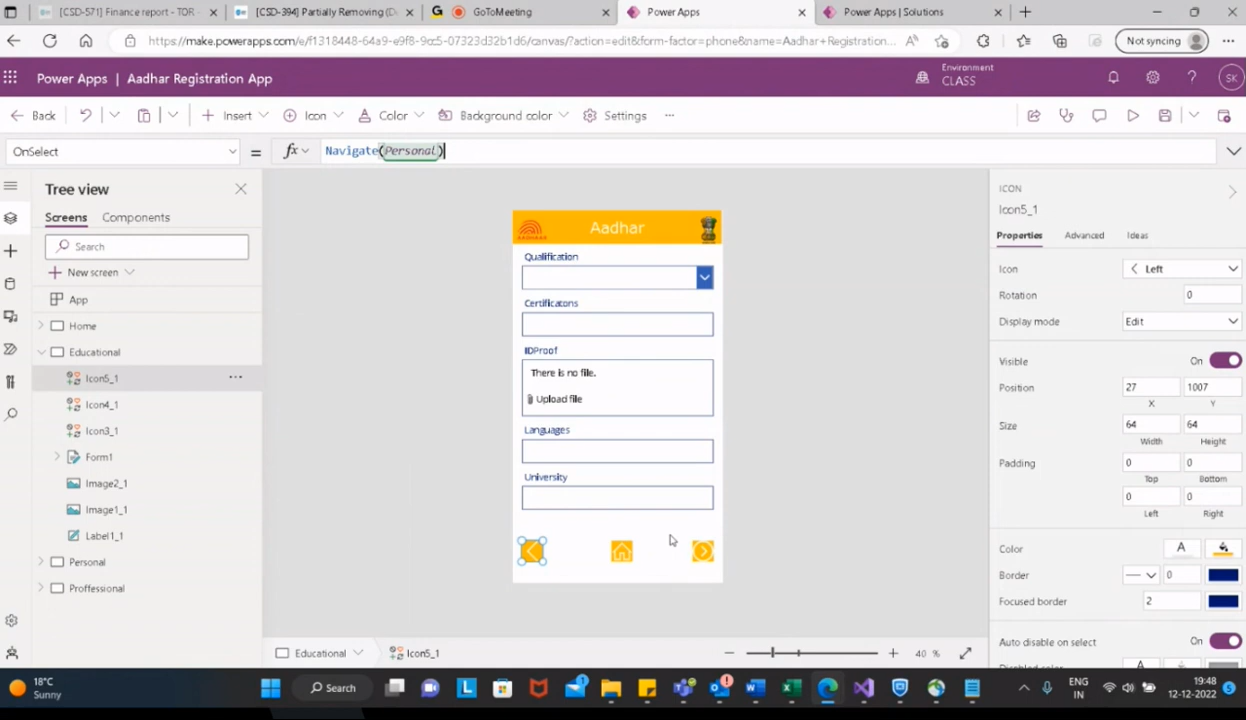 [CSD-571] Finance report - TOR -
[CSD-394] Partially Removing (D
GoToMeeting
Power Apps
Power Apps | Solutions
https://make.powerapps.com/e/f1318448-64a9-e9f8-9cc5-07323d31b6/canvas/?action=edit&form-factor=phone&name=Aadhar+Registration...
Not syncing
Power Apps | Aadhar Registration App
Environment
CLASS
SK
Back
Insert
Icon
Color
Background color
Settings
OnSelect
=
fx
Navigate(Personal)
Tree view
Screens
Components
Search
New screen
App
Home
Educational
Icon5_1
Icon4_1
Icon3_1
Form1
Image2_1
Image1_1
Label1_1
Personal
Proffessional
Aadhar
AADHAAR
Qualification
Certificatons
IDProof
There is no file.
Upload file
Languages
University
ICON
Icon5_1
Properties
Advanced
Ideas
Icon
Left
Rotation
0
Display mode
Edit
Visible
On
Position
27
1007
X
Y
Size
64
64
Width
Height
Padding
0
0
Top
Bottom
0
0
Left
Right
Color
A
Border
0
Focused border
2
Auto disable on select
On
Educational
Icon5_1
40 %
18°C
Sunny
Search
ENG
IN
19:48
12-12-2022
5